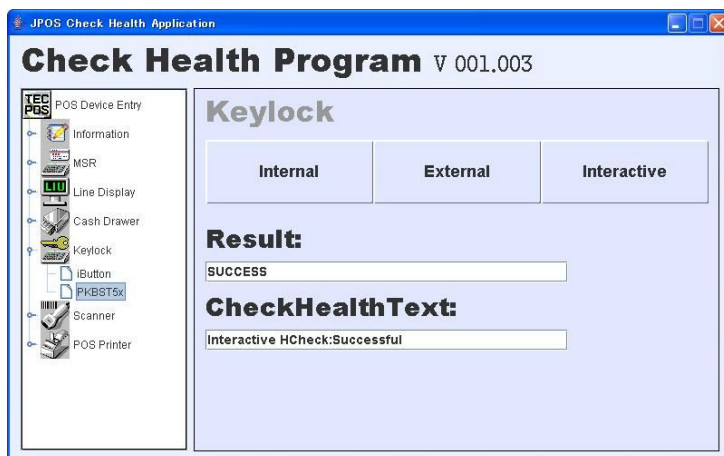 JPOS Check Health Application
Check Health Program V 001.003
TEC
POS
POS Device Entry
Information
MSR
LIU
Line Display
Cash Drawer
Keylock
iButton
PKBST5x
Scanner
POS Printer
Keylock
Internal External Interactive
Result:
SUCCESS
CheckHealthText:
Interactive HCheck:Successful